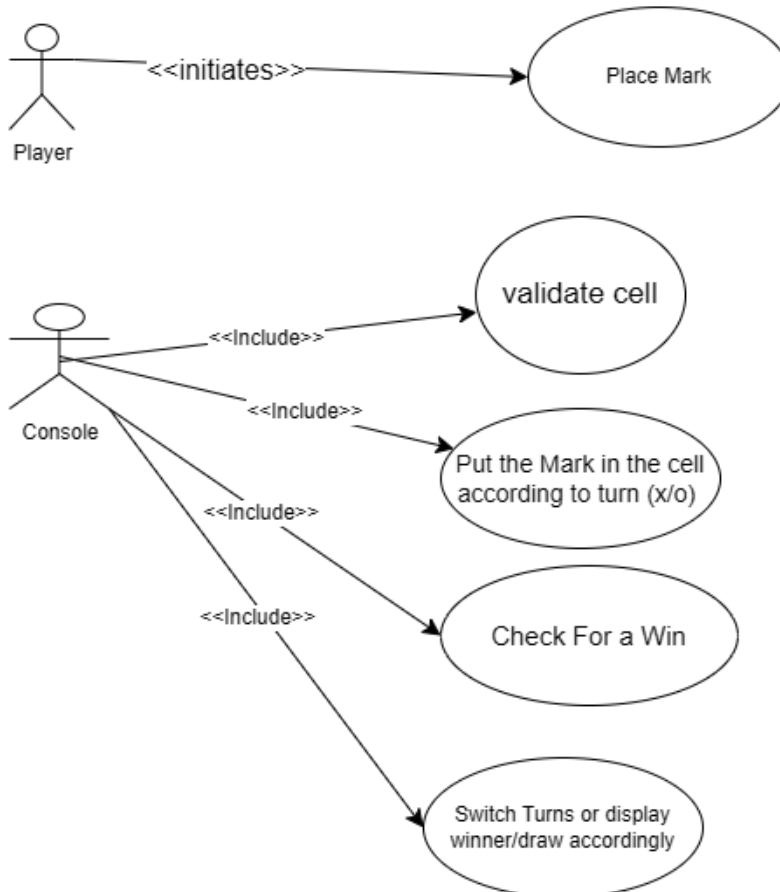 <<initiates>>
Place Mark
Player
validate cell
<<Include>>
Console
<<Include>>
Put the Mark in the cell
according to turn (x/o)
<<Include>>
Check For a Win
<<Include>>
Switch Turns or display
winner/draw accordingly